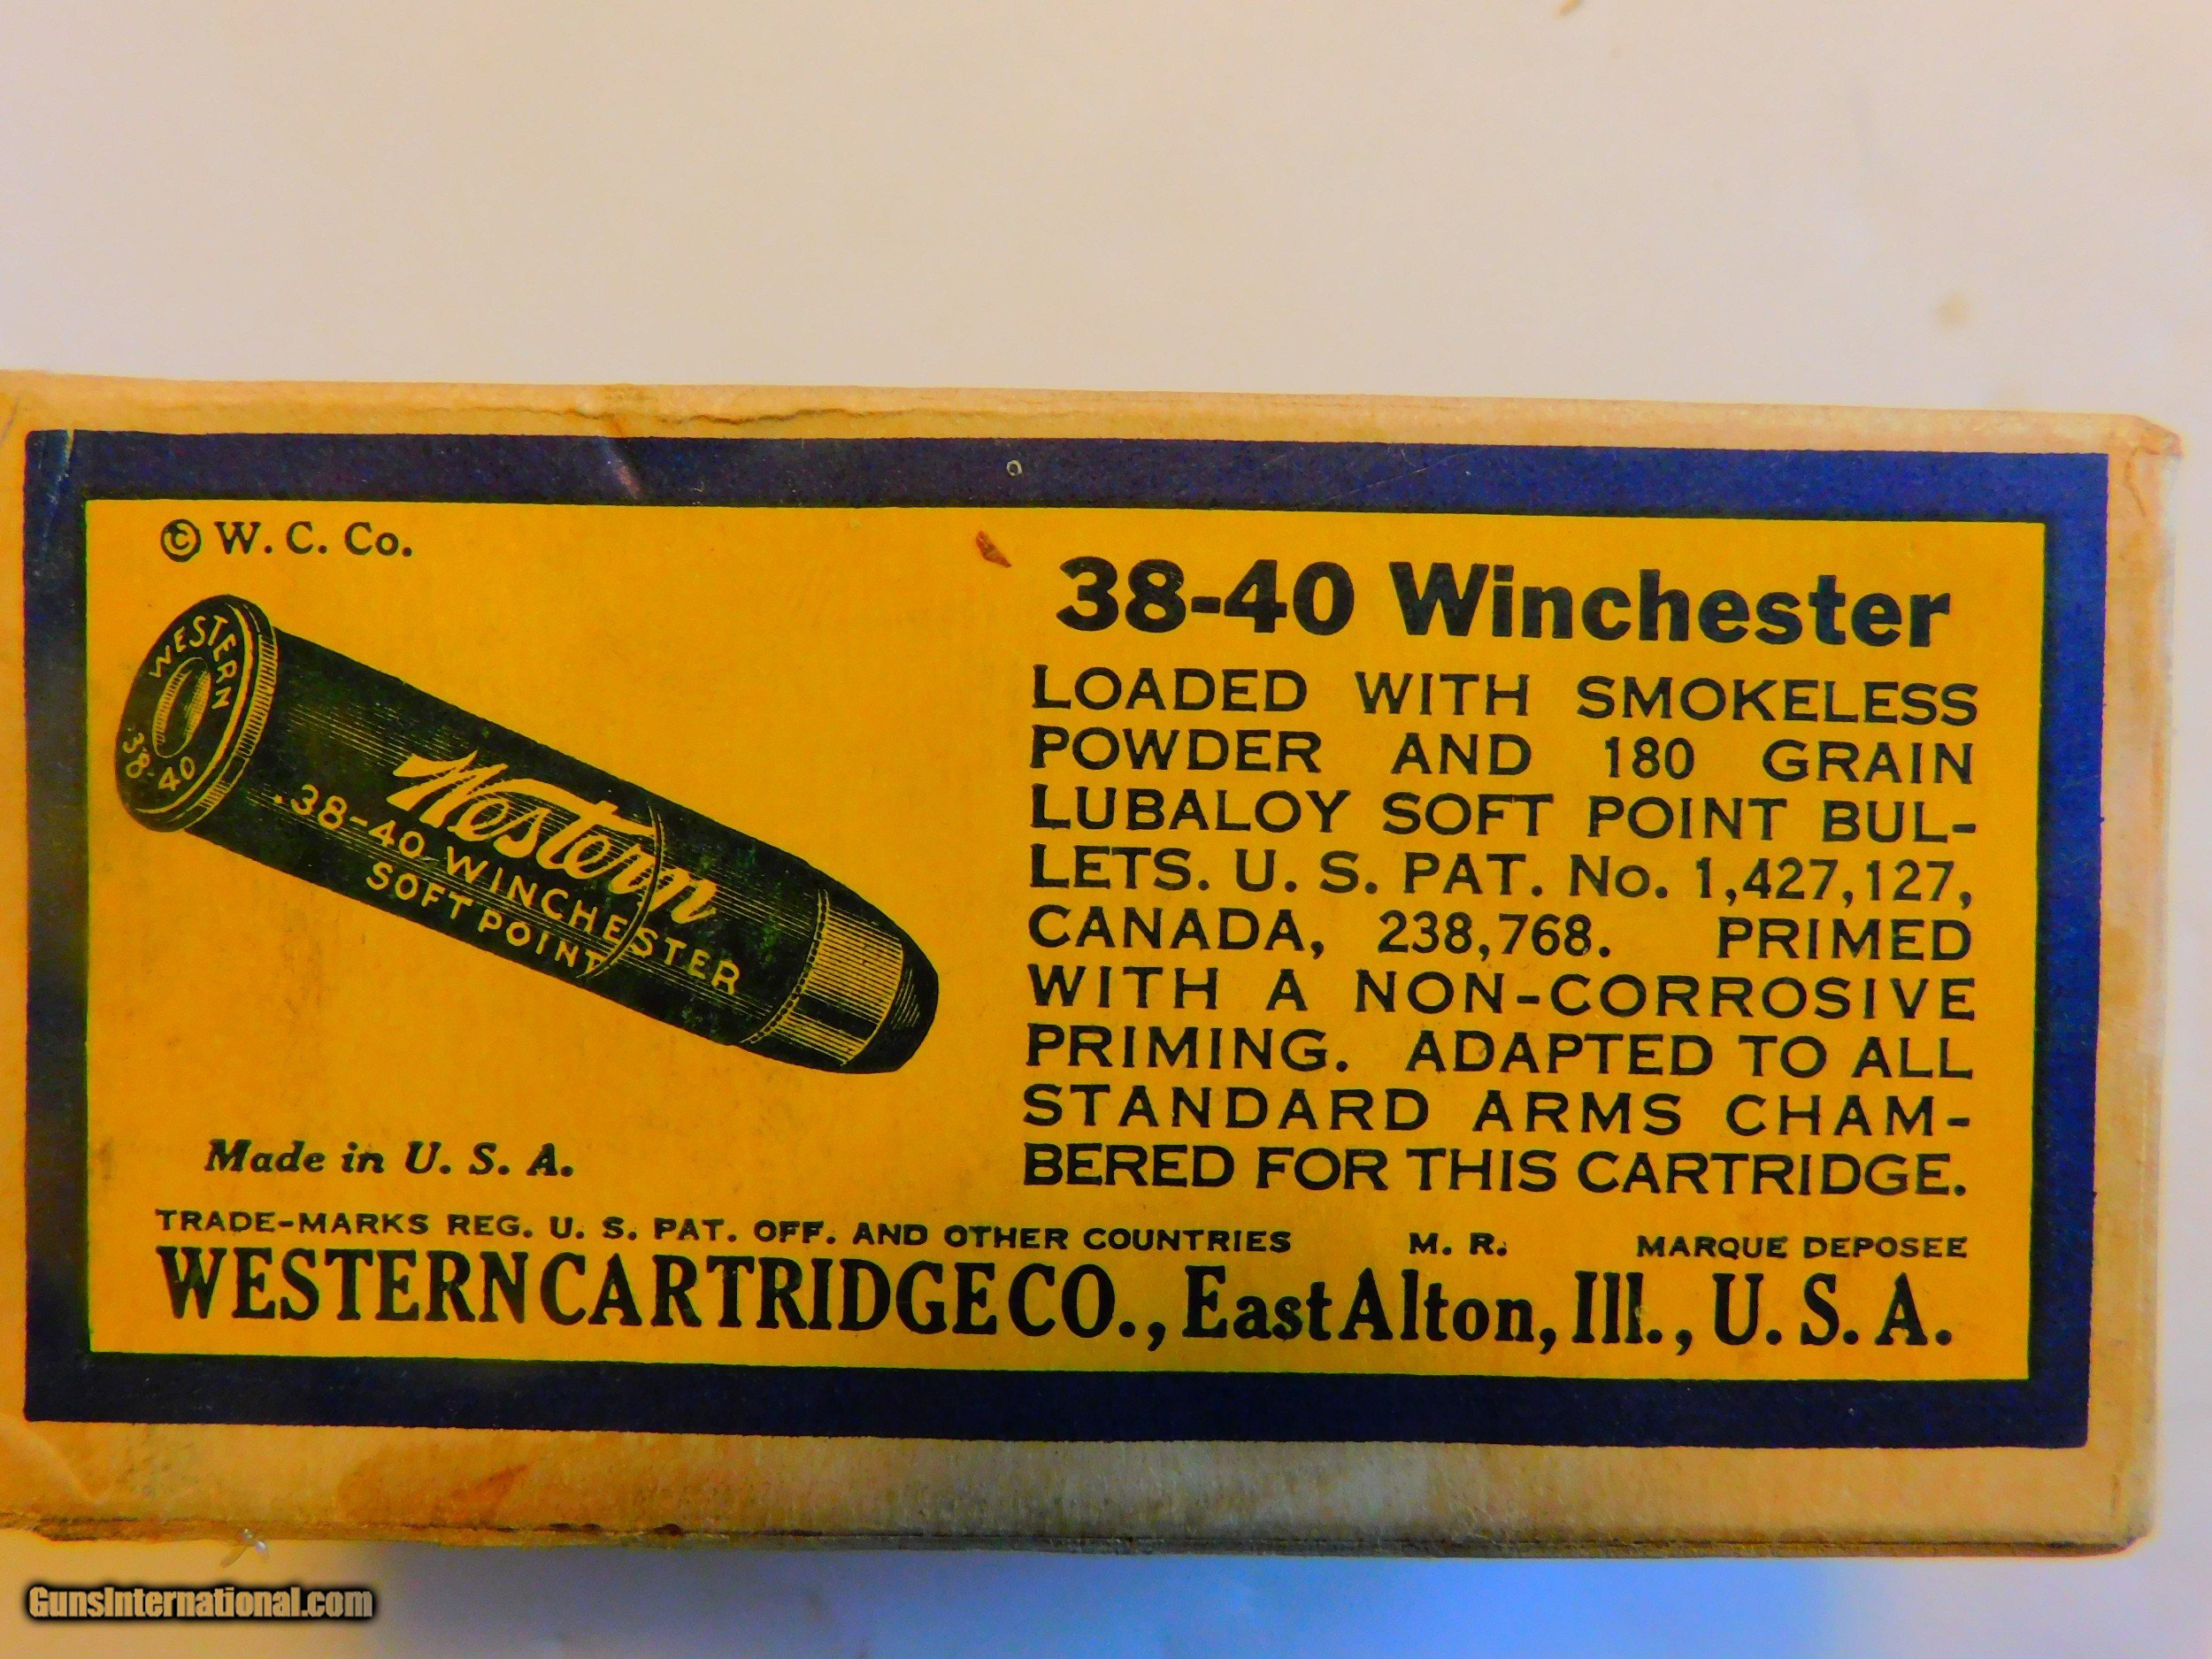 © W. C. Co.
WESTERN
38-40
Western
.38-40 WINCHESTER
SOFT POINT
Made in U. S. A.
38-40 Winchester
LOADED WITH SMOKELESS
POWDER AND 180 GRAIN
LUBALOY SOFT POINT BUL-
LETS. U. S. PAT. No. 1,427,127,
CANADA, 238,768. PRIMED
WITH A NON-CORROSIVE
PRIMING. ADAPTED TO ALL
STANDARD ARMS CHAM-
BERED FOR THIS CARTRIDGE.
TRADE-MARKS REG. U. S. PAT. OFF. AND OTHER COUNTRIES M. R. MARQUE DEPOSEE
WESTERN CARTRIDGE CO., East Alton, Ill., U. S. A.
GunsInternational.com